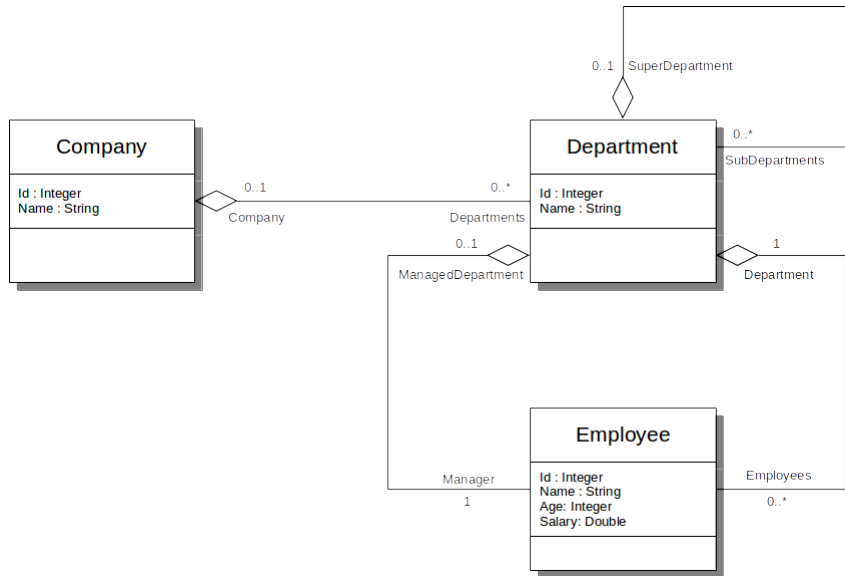 0..1 SuperDepartment
Company
Id : Integer
Name : String
0..1
Company
0..*
Departments
Department
Id : Integer
Name : String
0..*
SubDepartments
0..1
ManagedDepartment
1
Department
Manager
1
Employee
Id : Integer
Name : String
Age: Integer
Salary: Double
Employees
0..*